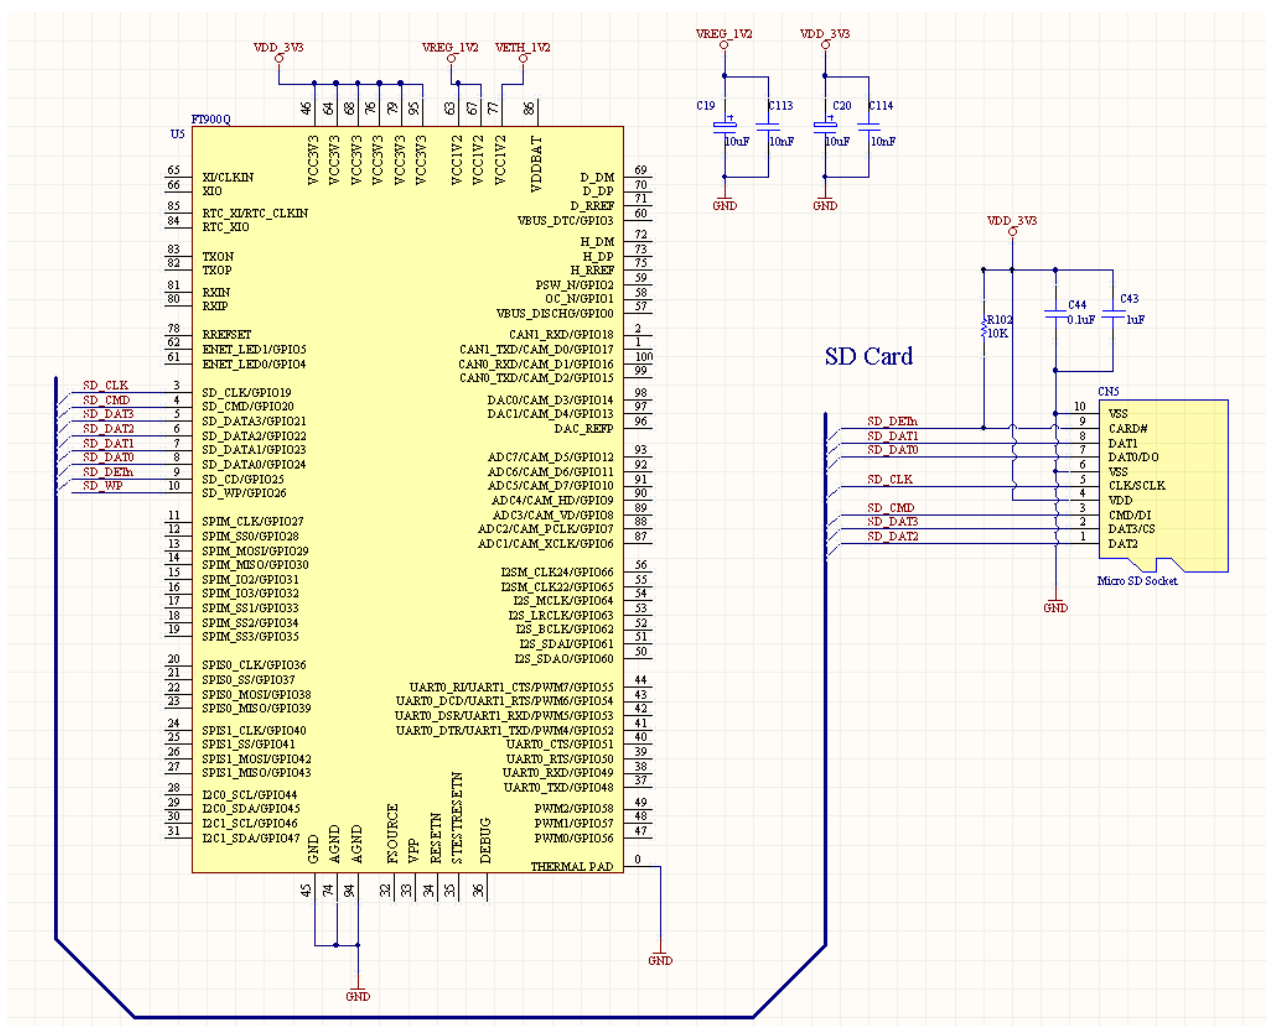 VDD_3V3
VREG_1V2
VETH_1V2
VREG_1V2
VDD_3V3
46
64
68
76
79
95
63
67
77
86
C19
C113
C20
C114
10uF
10nF
10uF
10nF
GND
GND
FT900Q
U5
VCC3V3
VCC3V3
VCC3V3
VCC3V3
VCC3V3
VCC3V3
VCC1V2
VCC1V2
VCC1V2
VDDBAT
65 XI/CLKIN
66 XIO
85 RTC_XI/RTC_CLKIN
84 RTC_XIO
83 TXON
82 TXOP
81 RXIN
80 RXIP
78 RREFSET
62 ENET_LED1/GPIO5
61 ENET_LED0/GPIO4
SD_CLK 3 SD_CLK/GPIO19
SD_CMD 4 SD_CMD/GPIO20
SD_DAT3 5 SD_DATA3/GPIO21
SD_DAT2 6 SD_DATA2/GPIO22
SD_DAT1 7 SD_DATA1/GPIO23
SD_DAT0 8 SD_DATA0/GPIO24
SD_DETn 9 SD_CD/GPIO25
SD_WP 10 SD_WP/GPIO26
11 SPIM_CLK/GPIO27
12 SPIM_SS0/GPIO28
13 SPIM_MOSI/GPIO29
14 SPIM_MISO/GPIO30
15 SPIM_IO2/GPIO31
16 SPIM_IO3/GPIO32
17 SPIM_SS1/GPIO33
18 SPIM_SS2/GPIO34
19 SPIM_SS3/GPIO35
20 SPIS0_CLK/GPIO36
21 SPIS0_SS/GPIO37
22 SPIS0_MOSI/GPIO38
23 SPIS0_MISO/GPIO39
24 SPIS1_CLK/GPIO40
25 SPIS1_SS/GPIO41
26 SPIS1_MOSI/GPIO42
27 SPIS1_MISO/GPIO43
28 I2C0_SCL/GPIO44
29 I2C0_SDA/GPIO45
30 I2C1_SCL/GPIO46
31 I2C1_SDA/GPIO47
D_DM 69
D_DP 70
D_RREF 71
VBUS_DTC/GPIO3 60
H_DM 72
H_DP 73
H_RREF 75
PSW_N/GPIO2 59
OC_N/GPIO1 58
VBUS_DISCHG/GPIO0 57
CAN1_RXD/GPIO18 2
CAN1_TXD/CAM_D0/GPIO17 1
CAN0_RXD/CAM_D1/GPIO16 100
CAN0_TXD/CAM_D2/GPIO15 99
DAC0/CAM_D3/GPIO14 98
DAC1/CAM_D4/GPIO13 97
DAC_REFP 96
ADC7/CAM_D5/GPIO12 93
ADC6/CAM_D6/GPIO11 92
ADC5/CAM_D7/GPIO10 91
ADC4/CAM_HD/GPIO9 90
ADC3/CAM_VD/GPIO8 89
ADC2/CAM_PCLK/GPIO7 88
ADC1/CAM_XCLK/GPIO6 87
I2SM_CLK24/GPIO66 56
I2SM_CLK22/GPIO65 55
I2S_MCLK/GPIO64 54
I2S_LRCLK/GPIO63 53
I2S_BCLK/GPIO62 52
I2S_SDAI/GPIO61 51
I2S_SDAO/GPIO60 50
UART0_RI/UART1_CTS/PWM7/GPIO55 44
UART0_DCD/UART1_RTS/PWM6/GPIO54 43
UART0_DSR/UART1_RXD/PWM5/GPIO53 42
UART0_DTR/UART1_TXD/PWM4/GPIO52 41
UART0_CTS/GPIO51 40
UART0_RTS/GPIO50 39
UART0_RXD/GPIO49 38
UART0_TXD/GPIO48 37
PWM2/GPIO58 49
PWM1/GPIO57 48
PWM0/GPIO56 47
THERMAL PAD 0
GND
AGND
AGND
FSOURCE
VPP
RESETN
STESTRESETN
DEBUG
45
74
94
32
33
34
35
36
GND
GND
VDD_3V3
R102
10K
C44
0.1uF
C43
1uF
SD Card
CN5
10 VSS
SD_DETn 9 CARD#
SD_DAT1 8 DAT1
SD_DAT0 7 DAT0/DO
6 VSS
SD_CLK 5 CLK/SCLK
4 VDD
SD_CMD 3 CMD/DI
SD_DAT3 2 DAT3/CS
SD_DAT2 1 DAT2
Micro SD Socket
GND